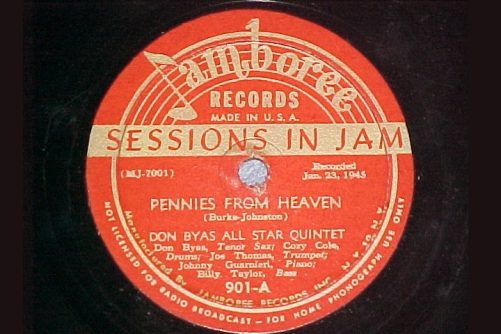 Jamboree
RECORDS
MADE IN U.S.A.
SESSIONS IN JAM
(MJ-7001)
Recorded
Jan. 23, 1945
PENNIES FROM HEAVEN
(Burke-Johnston)
DON BYAS ALL STAR QUINTET
Don Byas, Tenor Sax; Cozy Cole,
Drums; Joe Thomas, Trumpet;
Johnny Guarnieri, Piano;
Billy Taylor, Bass
901-A
Manufactured by JAMBOREE RECORDS INC. N. Y. 20, N. Y.
NOT LICENSED FOR RADIO BROADCAST — FOR HOME PHONOGRAPH USE ONLY